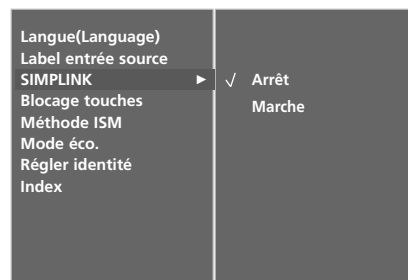 Langue(Language)
Label entrée source
SIMPLINK ► √ Arrêt
Blocage touches
Marche
Méthode ISM
Mode éco.
Régler identité
Index